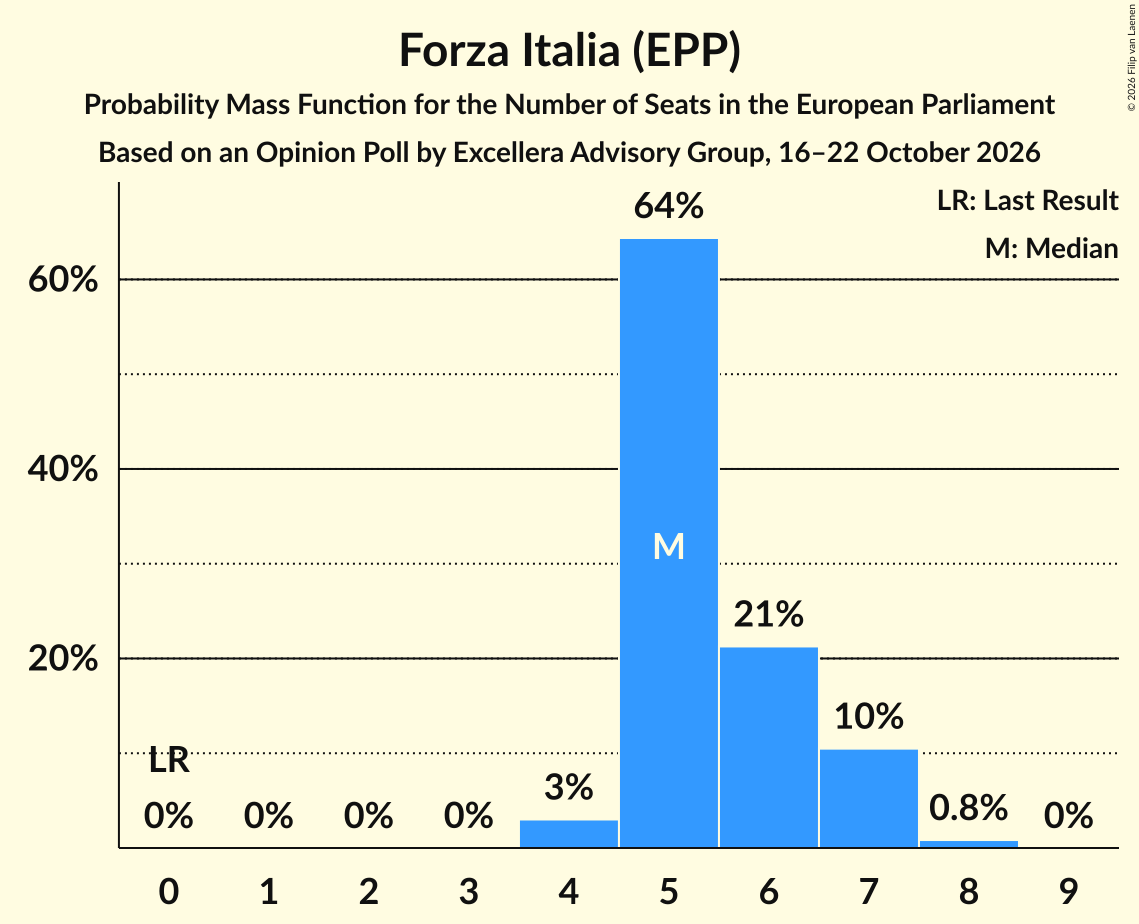 Forza Italia (EPP)
Probability Mass Function for the Number of Seats in the European Parliament
Based on an Opinion Poll by Excellera Advisory Group, 16–22 October 2026
© 2026 Filip van Laenen
LR: Last Result
M: Median
64%
60%
40%
M
21%
20%
10%
LR
3%
0.8%
0% 0% 0% 0% 0%
0 1 2 3 4 5 6 7 8 9